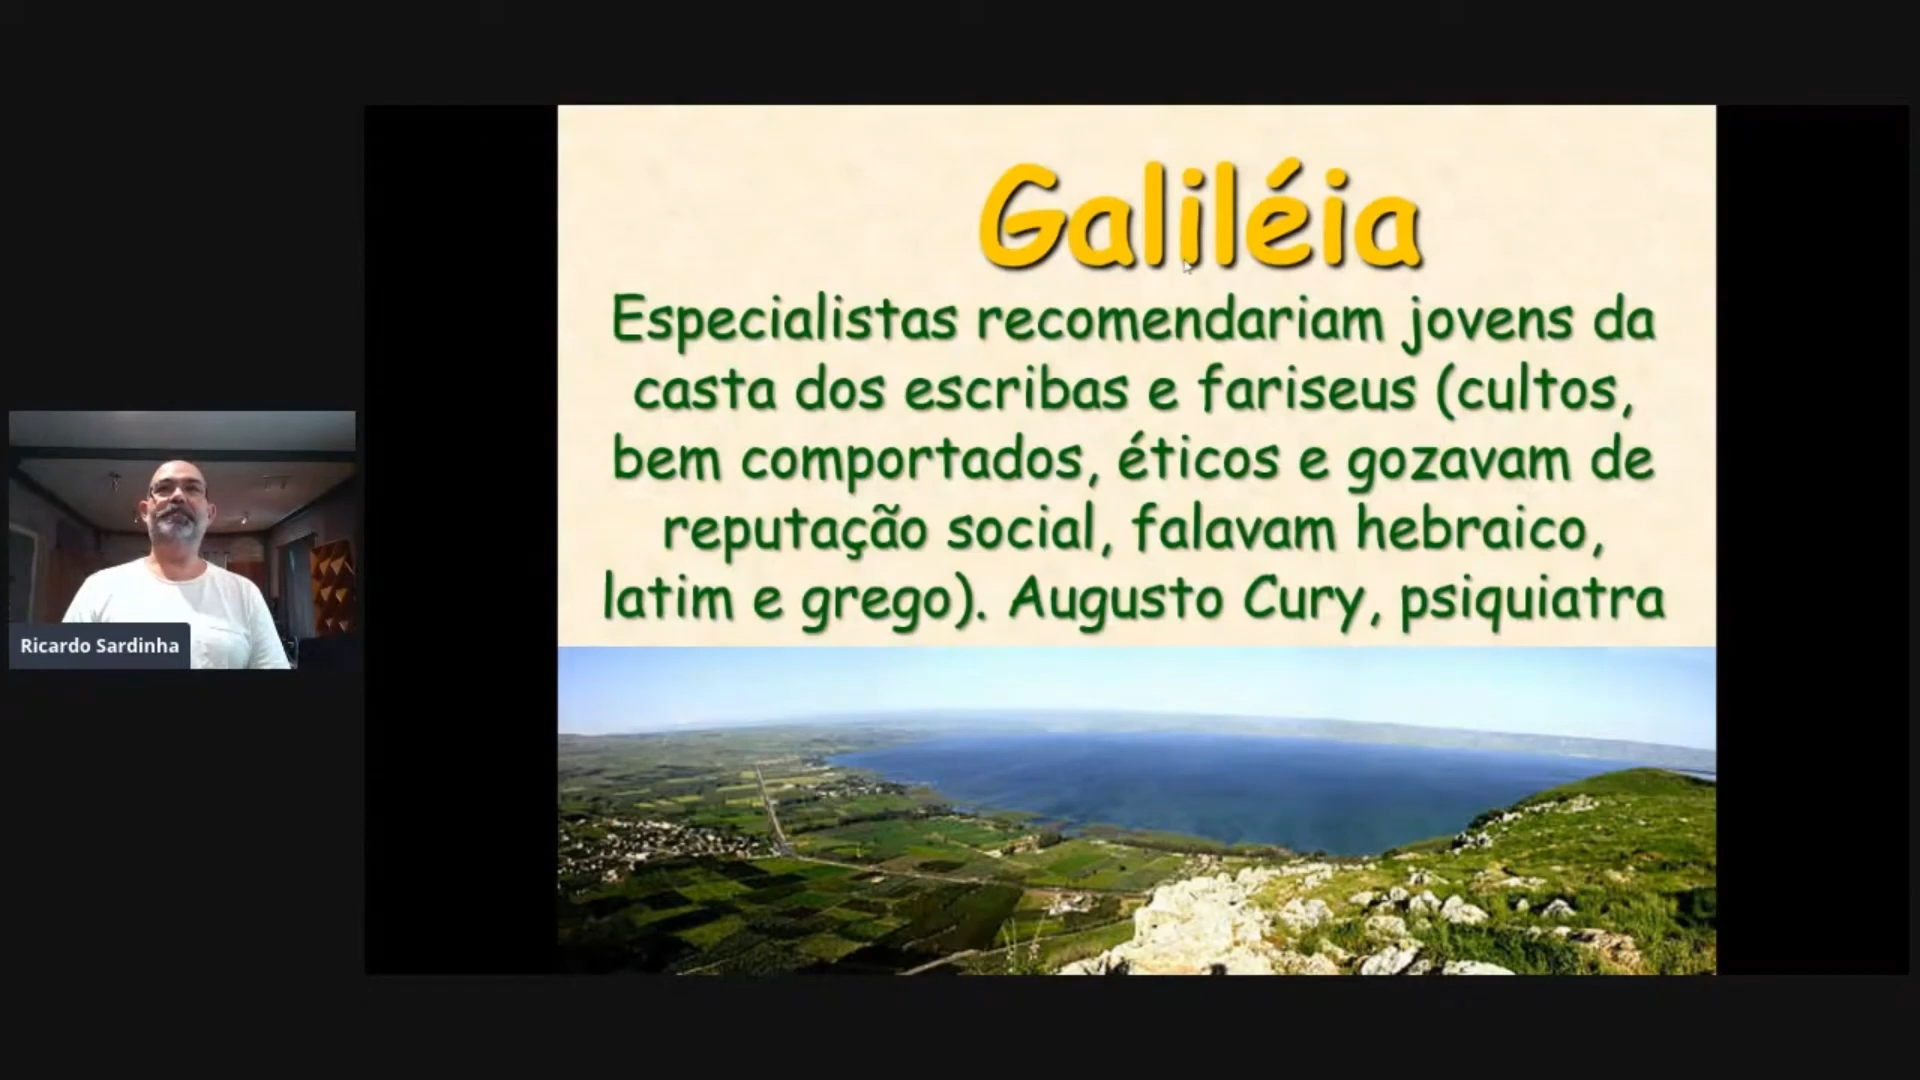 Galiléia
Especialistas recomendariam jovens da
casta dos escribas e fariseus (cultos,
bem comportados, éticos e gozavam de
reputação social, falavam hebraico,
latim e grego). Augusto Cury, psiquiatra
Ricardo Sardinha